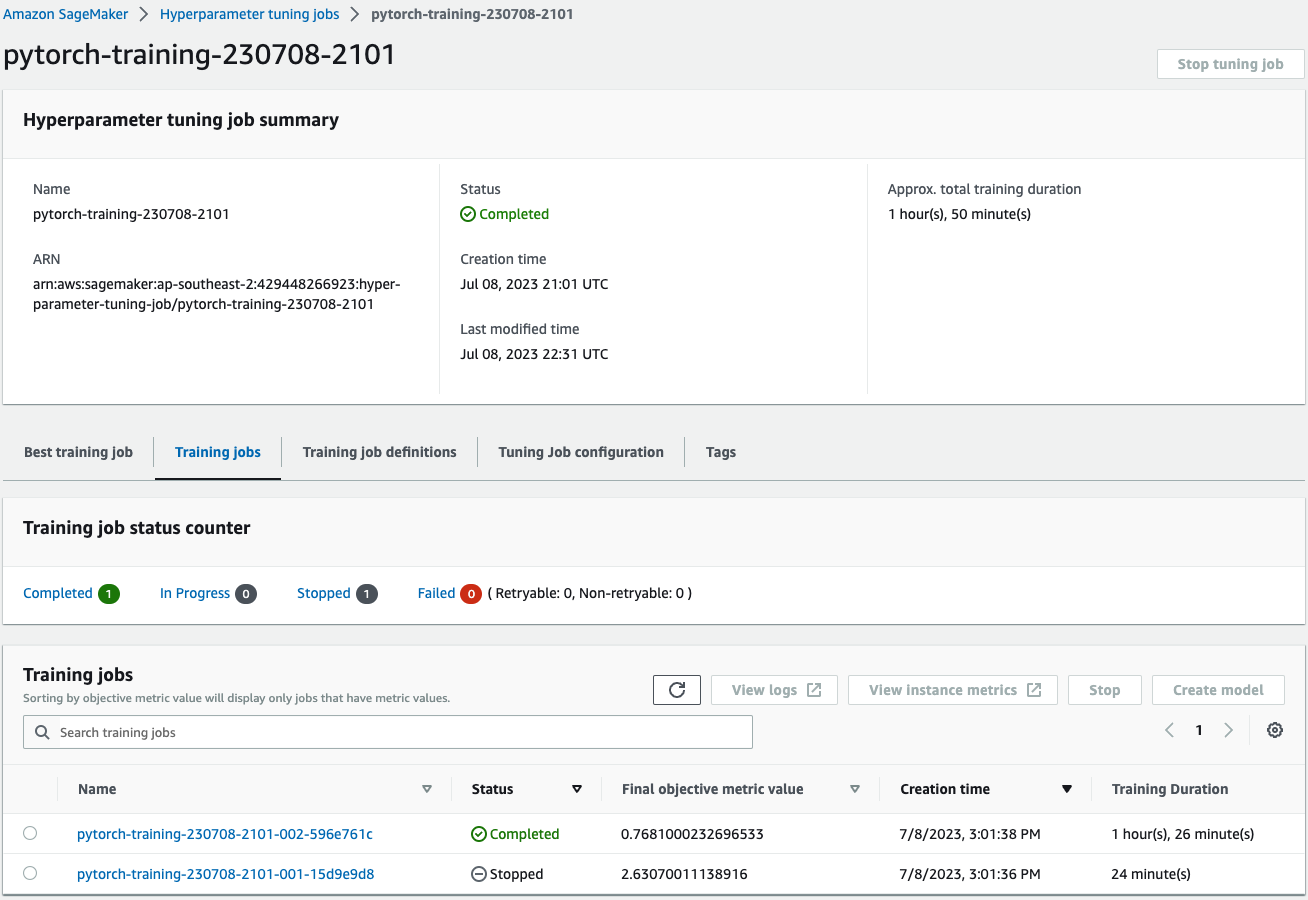 Amazon SageMaker > Hyperparameter tuning jobs > pytorch-training-230708-2101
pytorch-training-230708-2101
Stop tuning job
Hyperparameter tuning job summary
Name
pytorch-training-230708-2101
ARN
arn:aws:sagemaker:ap-southeast-2:429448266923:hyper-
parameter-tuning-job/pytorch-training-230708-2101
Status
Completed
Creation time
Jul 08, 2023 21:01 UTC
Last modified time
Jul 08, 2023 22:31 UTC
Approx. total training duration
1 hour(s), 50 minute(s)
Best training job Training jobs Training job definitions Tuning Job configuration Tags
Training job status counter
Completed 1 In Progress 0 Stopped 1 Failed 0 ( Retryable: 0, Non-retryable: 0 )
Training jobs
Sorting by objective metric value will display only jobs that have metric values.
View logs View instance metrics Stop Create model
Search training jobs
1
Name Status Final objective metric value Creation time Training Duration
pytorch-training-230708-2101-002-596e761c Completed 0.7681000232696533 7/8/2023, 3:01:38 PM 1 hour(s), 26 minute(s)
pytorch-training-230708-2101-001-15d9e9d8 Stopped 2.63070011138916 7/8/2023, 3:01:36 PM 24 minute(s)